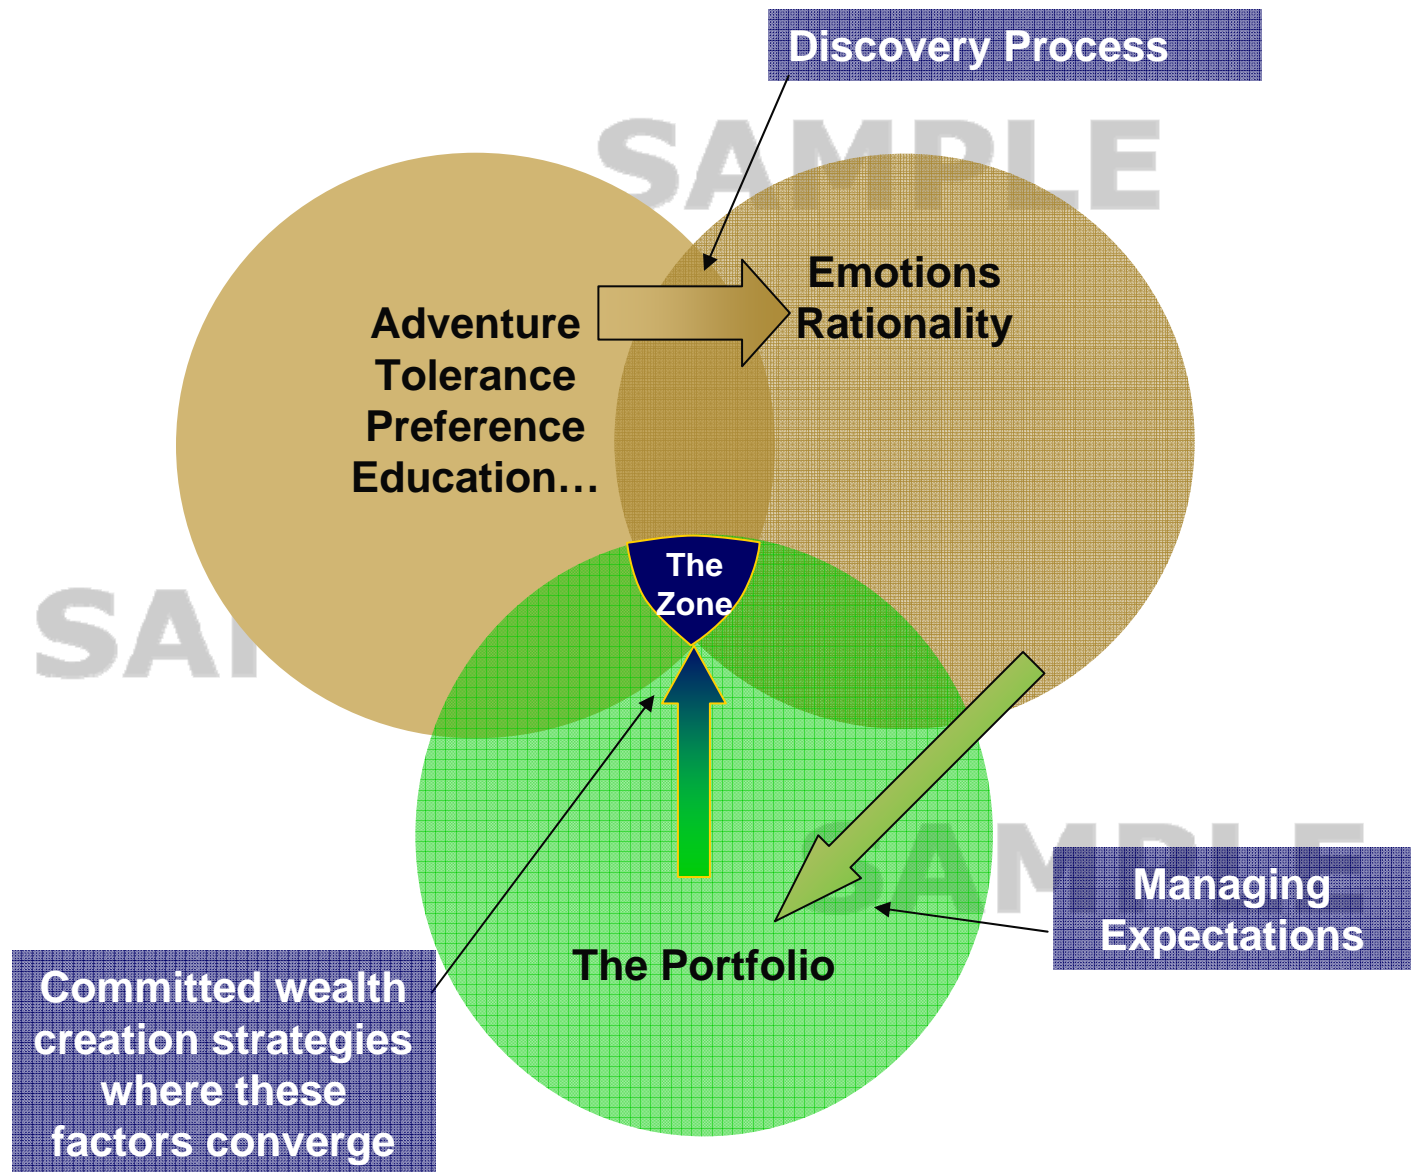 Discovery Process
SAMPLE
Emotions
Rationality
Adventure
Tolerance
Preference
Education…
The
Zone
SAMPLE
Managing
Expectations
The Portfolio
Committed wealth
creation strategies
where these
factors converge